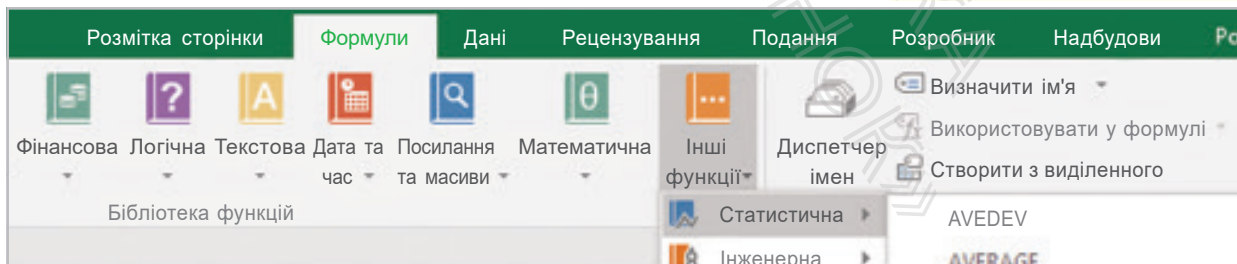 Розмітка сторінки Формули Дані Рецензування Подання Розробник Надбудови Ро
Фінансова Логічна Текстова Дата та час Посилання та масиви Математична Інші функції Диспетчер імен
Визначити ім'я
Використовувати у формулі
Створити з виділеного
Бібліотека функцій
Статистична AVEDEV
Інженерна AVERAGE